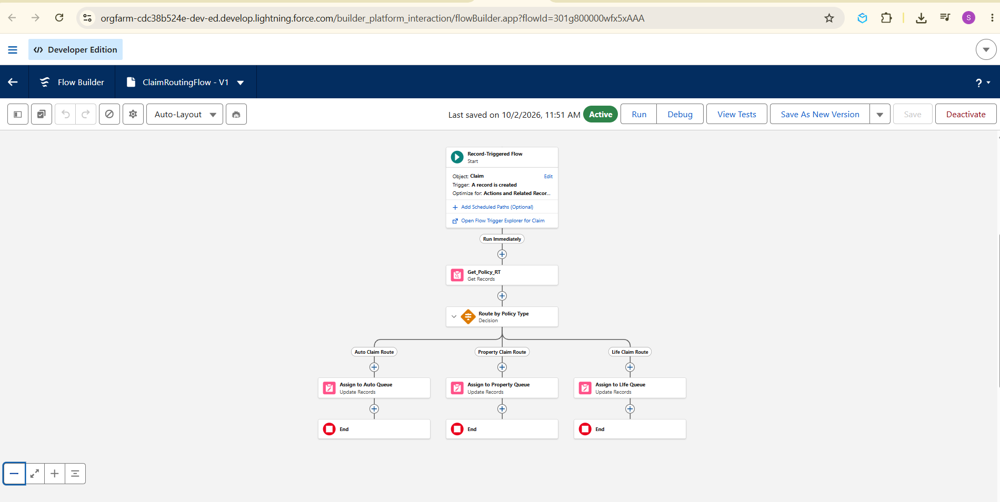 orgfarm-cdc38b524e-dev-ed.develop.lightning.force.com/builder_platform_interaction/flowBuilder.app?flowId=301g800000wfx5xAAA
S
Developer Edition
Flow Builder
ClaimRoutingFlow - V1
?
Auto-Layout
Last saved on 10/2/2026, 11:51 AM
Active
Run
Debug
View Tests
Save As New Version
Save
Deactivate
Record-Triggered Flow
Start
Object: Claim
Edit
Trigger: A record is created
Optimize for: Actions and Related Recor...
Add Scheduled Paths (Optional)
Open Flow Trigger Explorer for Claim
Run Immediately
Get_Policy_RT
Get Records
Route by Policy Type
Decision
Auto Claim Route
Property Claim Route
Life Claim Route
Assign to Auto Queue
Update Records
Assign to Property Queue
Update Records
Assign to LIfe Queue
Update Records
End
End
End